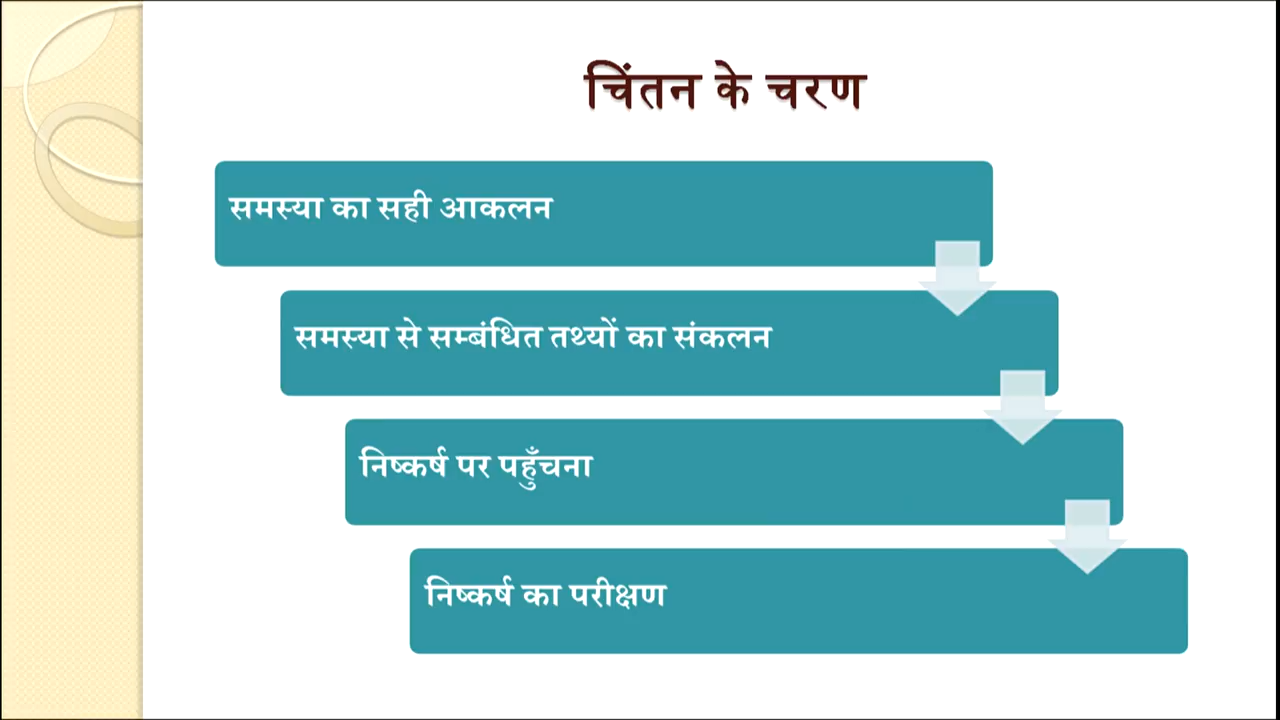 चिंतन के चरण
समस्या का सही आकलन
समस्या से सम्बंधित तथ्यों का संकलन
निष्कर्ष पर पहुँचना
निष्कर्ष का परीक्षण